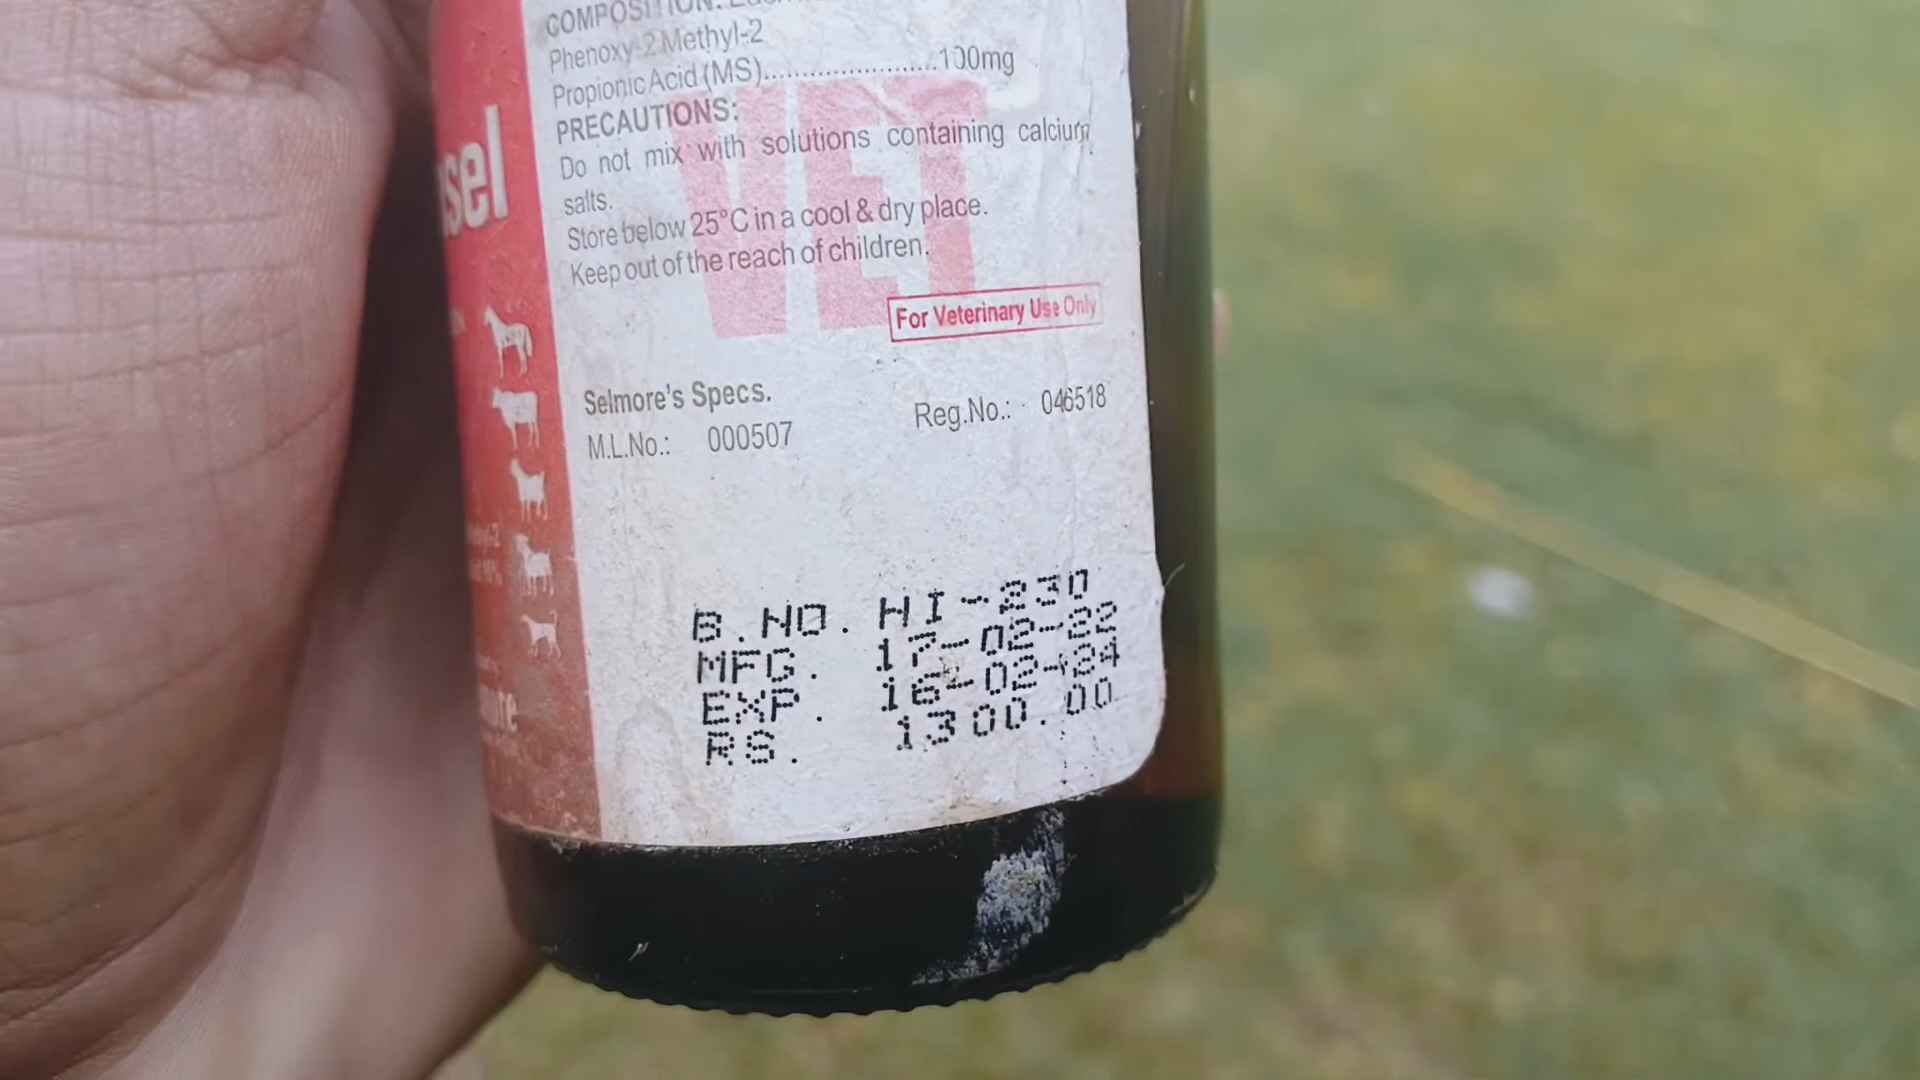 COMPOSITION:
Phenoxy-2 Methyl-2
Propionic Acid (MS)......................100mg
PRECAUTIONS:
Do not mix with solutions containing calcium
salts.
Store below 25°C in a cool & dry place.
Keep out of the reach of children.
VET
For Veterinary Use Only
sel
Selmore's Specs.
M.L.No.: 000507 Reg.No.: 046518
B.NO. HI-230
MFG. 17-02-22
EXP. 16-02-24
RS. 1300.00